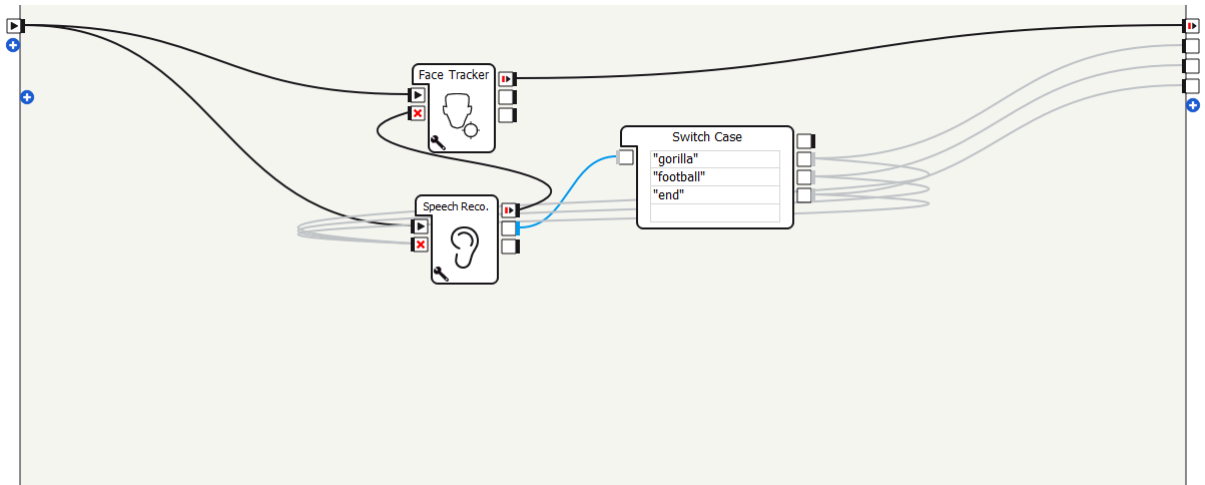 Face Tracker
Switch Case
"gorilla"
"football"
"end"
Speech Reco.